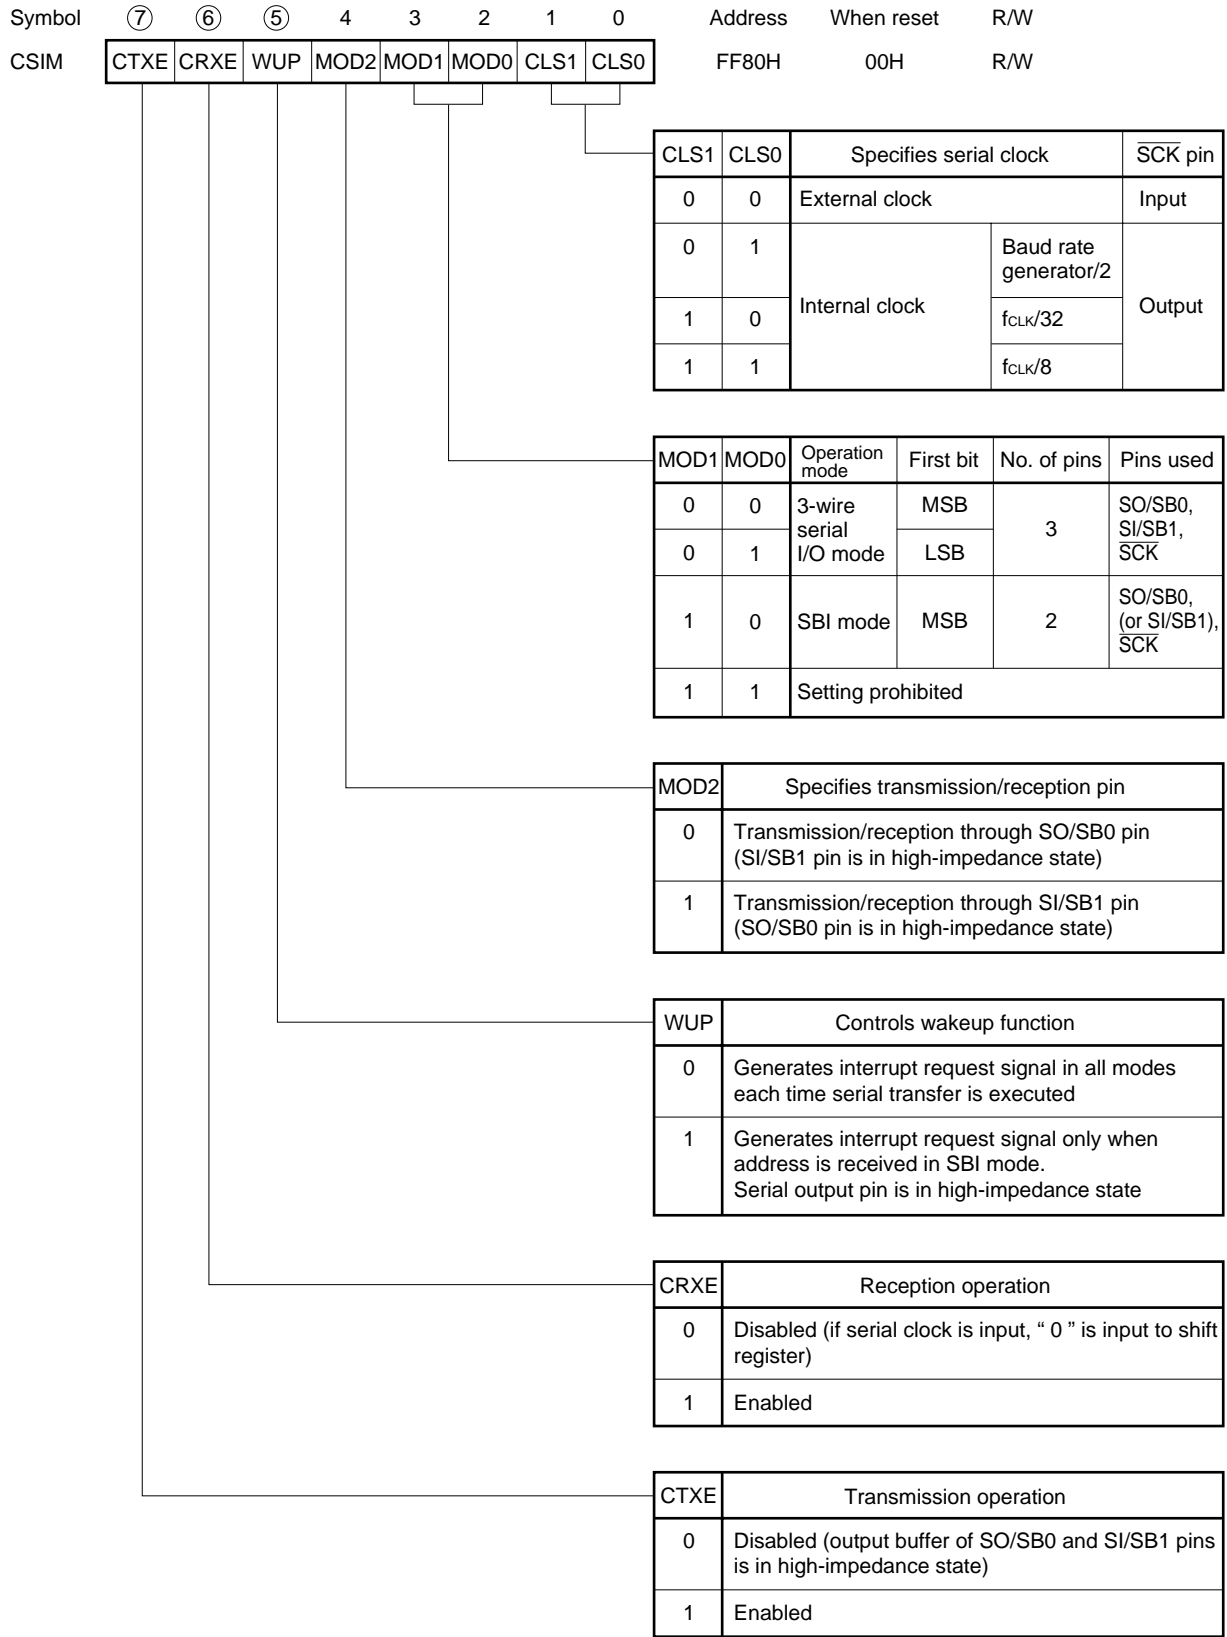 Symbol ⑦ ⑥ ⑤ 4 3 2 1 0 Address When reset R/W
CSIM CTXE CRXE WUP MOD2 MOD1 MOD0 CLS1 CLS0 FF80H 00H R/W
CLS1 CLS0 Specifies serial clock S̅C̅K̅ pin
0 0 External clock Input
0 1 Internal clock Baud rate generator/2 Output
1 0 fCLK/32
1 1 fCLK/8
MOD1 MOD0 Operation mode First bit No. of pins Pins used
0 0 3-wire serial I/O mode MSB 3 SO/SB0, SI/SB1, S̅C̅K̅
0 1 LSB
1 0 SBI mode MSB 2 SO/SB0, (or SI/SB1), S̅C̅K̅
1 1 Setting prohibited
MOD2 Specifies transmission/reception pin
0 Transmission/reception through SO/SB0 pin
(SI/SB1 pin is in high-impedance state)
1 Transmission/reception through SI/SB1 pin
(SO/SB0 pin is in high-impedance state)
WUP Controls wakeup function
0 Generates interrupt request signal in all modes
each time serial transfer is executed
1 Generates interrupt request signal only when
address is received in SBI mode.
Serial output pin is in high-impedance state
CRXE Reception operation
0 Disabled (if serial clock is input, “ 0 ” is input to shift
register)
1 Enabled
CTXE Transmission operation
0 Disabled (output buffer of SO/SB0 and SI/SB1 pins
is in high-impedance state)
1 Enabled